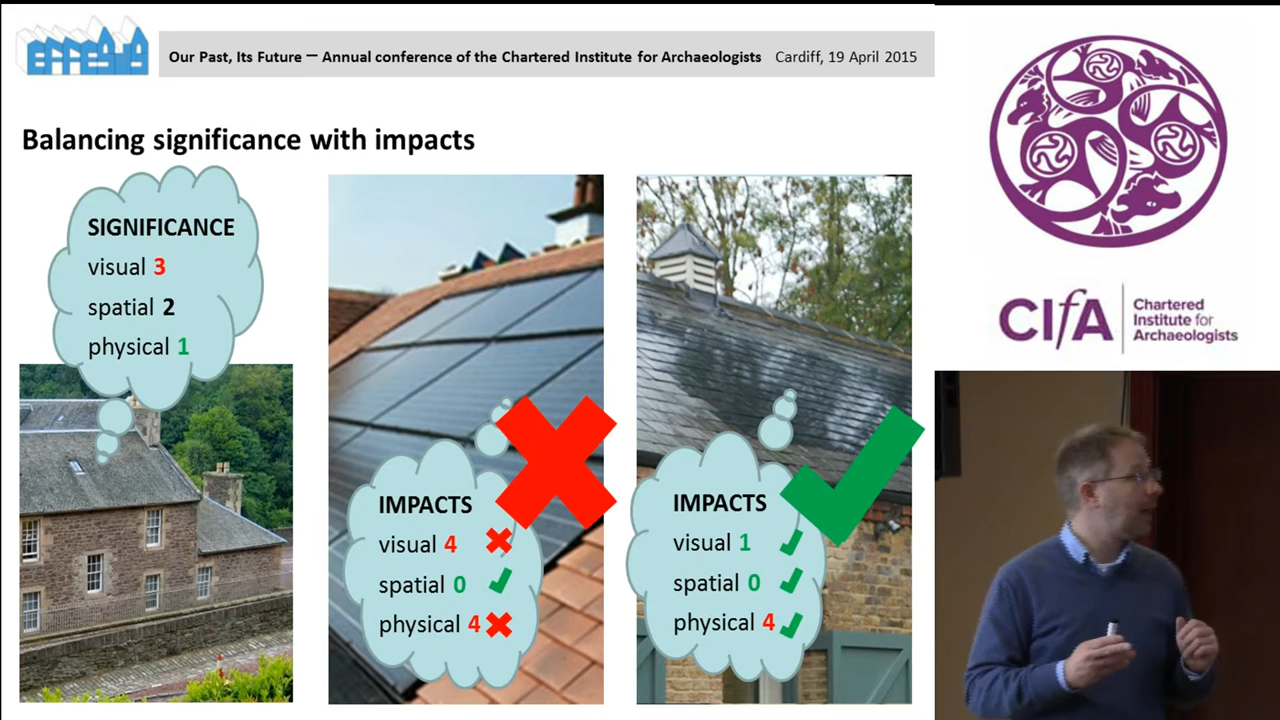 EFFESUS
Our Past, Its Future — Annual conference of the Chartered Institute for Archaeologists Cardiff, 19 April 2015
Balancing significance with impacts
SIGNIFICANCE
visual 3
spatial 2
physical 1
IMPACTS
visual 4
spatial 0
physical 4
IMPACTS
visual 1
spatial 0
physical 4
CIfA
Chartered
Institute for
Archaeologists